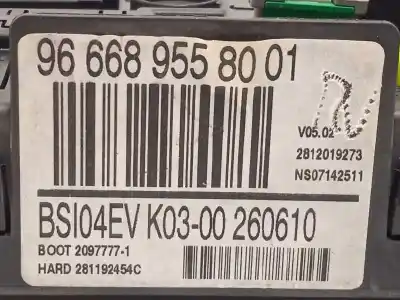 96 668 955 80 01
V05.02
2812019273
NS07142511
BSI04EV K03-00 260610
BOOT 2097777-1
HARD 281192454C